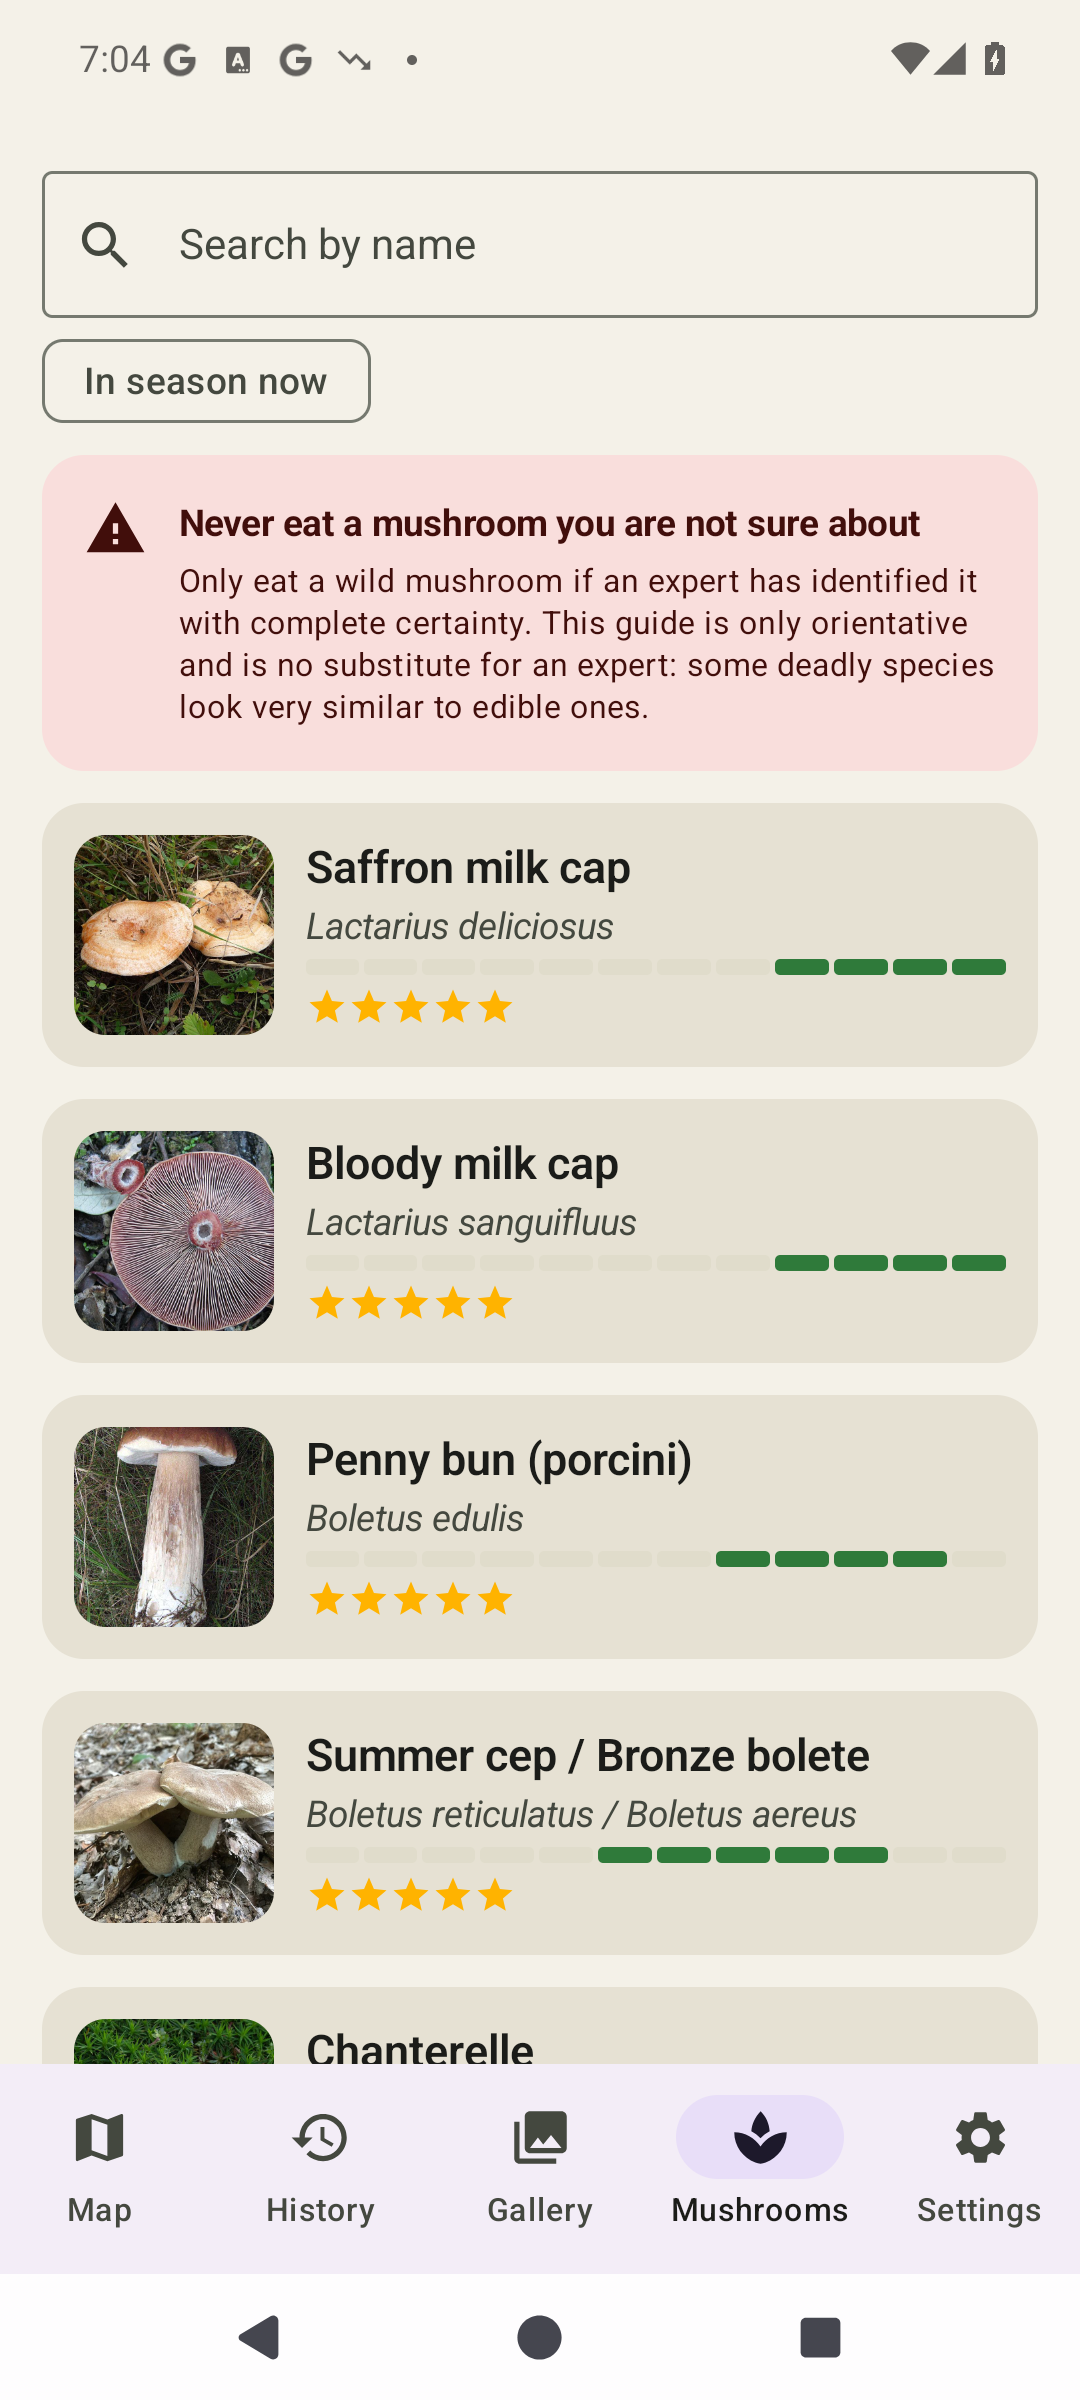 7:04
Search by name
In season now
Never eat a mushroom you are not sure about
Only eat a wild mushroom if an expert has identified it
with complete certainty. This guide is only orientative
and is no substitute for an expert: some deadly species
look very similar to edible ones.
Saffron milk cap
Lactarius deliciosus
Bloody milk cap
Lactarius sanguifluus
Penny bun (porcini)
Boletus edulis
Summer cep / Bronze bolete
Boletus reticulatus / Boletus aereus
Chanterelle
Map
History
Gallery
Mushrooms
Settings